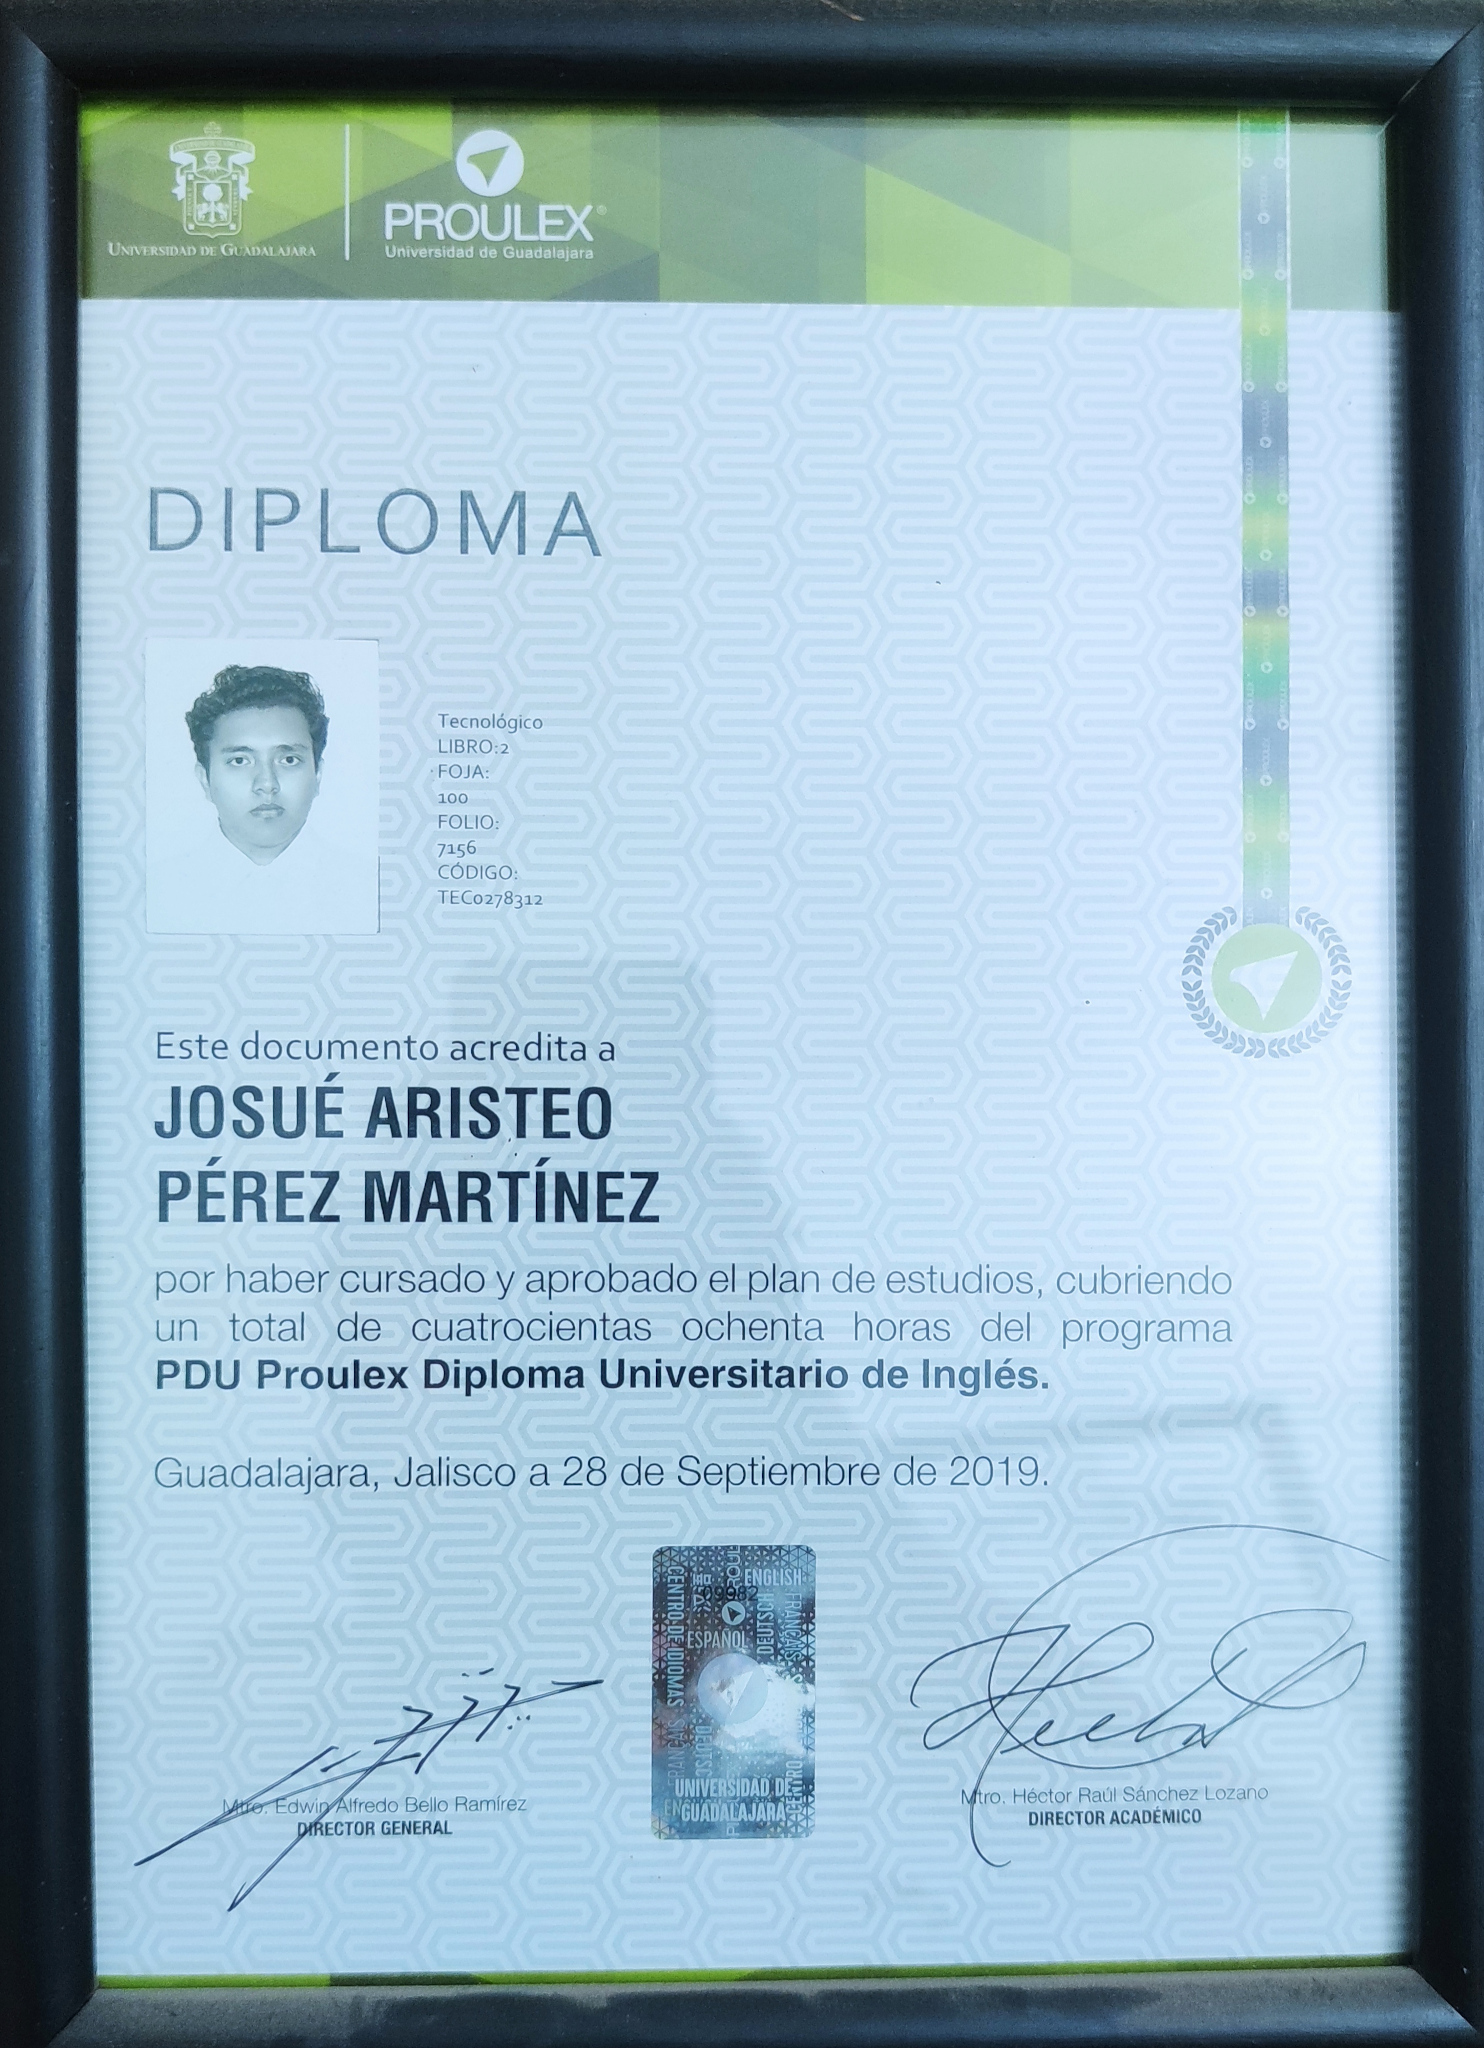 UNIVERSIDAD DE GUADALAJARA
PROULEX®
Universidad de Guadalajara
DIPLOMA
Tecnológico
LIBRO:2
FOJA:
100
FOLIO:
7156
CÓDIGO:
TEC0278312
Este documento acredita a
JOSUÉ ARISTEO
PÉREZ MARTÍNEZ
por haber cursado y aprobado el plan de estudios, cubriendo
un total de cuatrocientas ochenta horas del programa
PDU Proulex Diploma Universitario de Inglés.
Guadalajara, Jalisco a 28 de Septiembre de 2019.
ENGLISH
09982
CENTRO DE IDIOMAS
DEUTSCH
FRANÇAIS
ESPAÑOL
UNIVERSIDAD DE
GUADALAJARA
Mtro. Edwin Alfredo Bello Ramírez
DIRECTOR GENERAL
Mtro. Héctor Raúl Sánchez Lozano
DIRECTOR ACADÉMICO